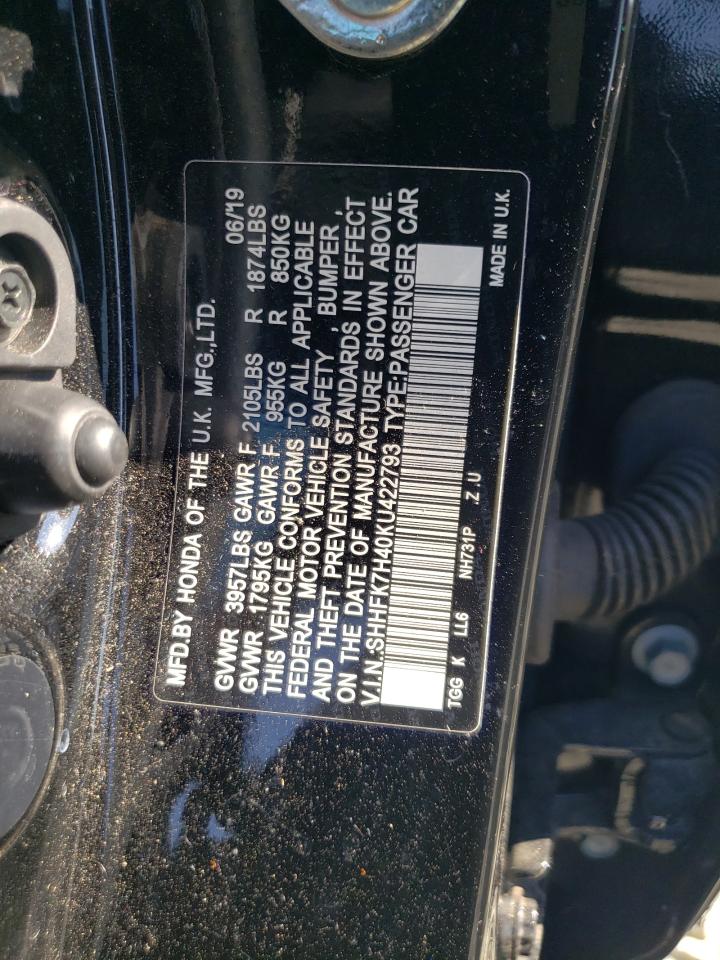 MFD.BY HONDA OF THE U.K. MFG.,LTD.
06/19
GVWR 3957LBS GAWR F 2105LBS R 1874LBS
GVWR 1795KG GAWR F 955KG R 850KG
THIS VEHICLE CONFORMS TO ALL APPLICABLE
FEDERAL MOTOR VEHICLE SAFETY , BUMPER ,
AND THEFT PREVENTION STANDARDS IN EFFECT
ON THE DATE OF MANUFACTURE SHOWN ABOVE.
V.I.N.:SHHFK7H40KU422793 TYPE:PASSENGER CAR
TGG K LL6 NH731P Z.U
MADE IN U.K.